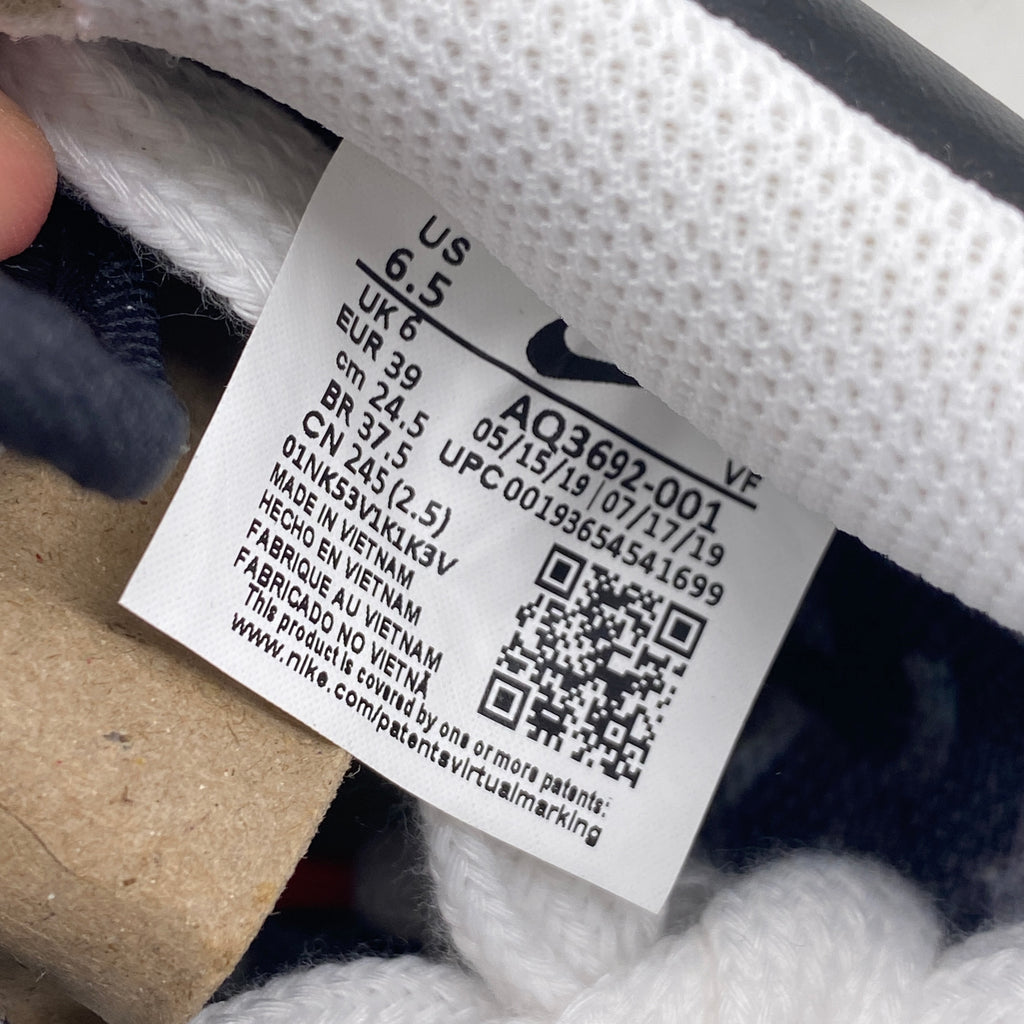 US
6.5
UK 6
EUR 39
cm 24.5
BR 37.5
CN 245 (2.5)
01NK53V1K1K3V
MADE IN VIETNAM
HECHO EN VIETNAM
FABRIQUE AU VIETNAM
FABRICADO NO VIETNÃ
This product is covered by one or more patents:
www.nike.com/patentsvirtualmarking
VF
AQ3692-001
05/15/19 | 07/17/19
UPC 00193654541699